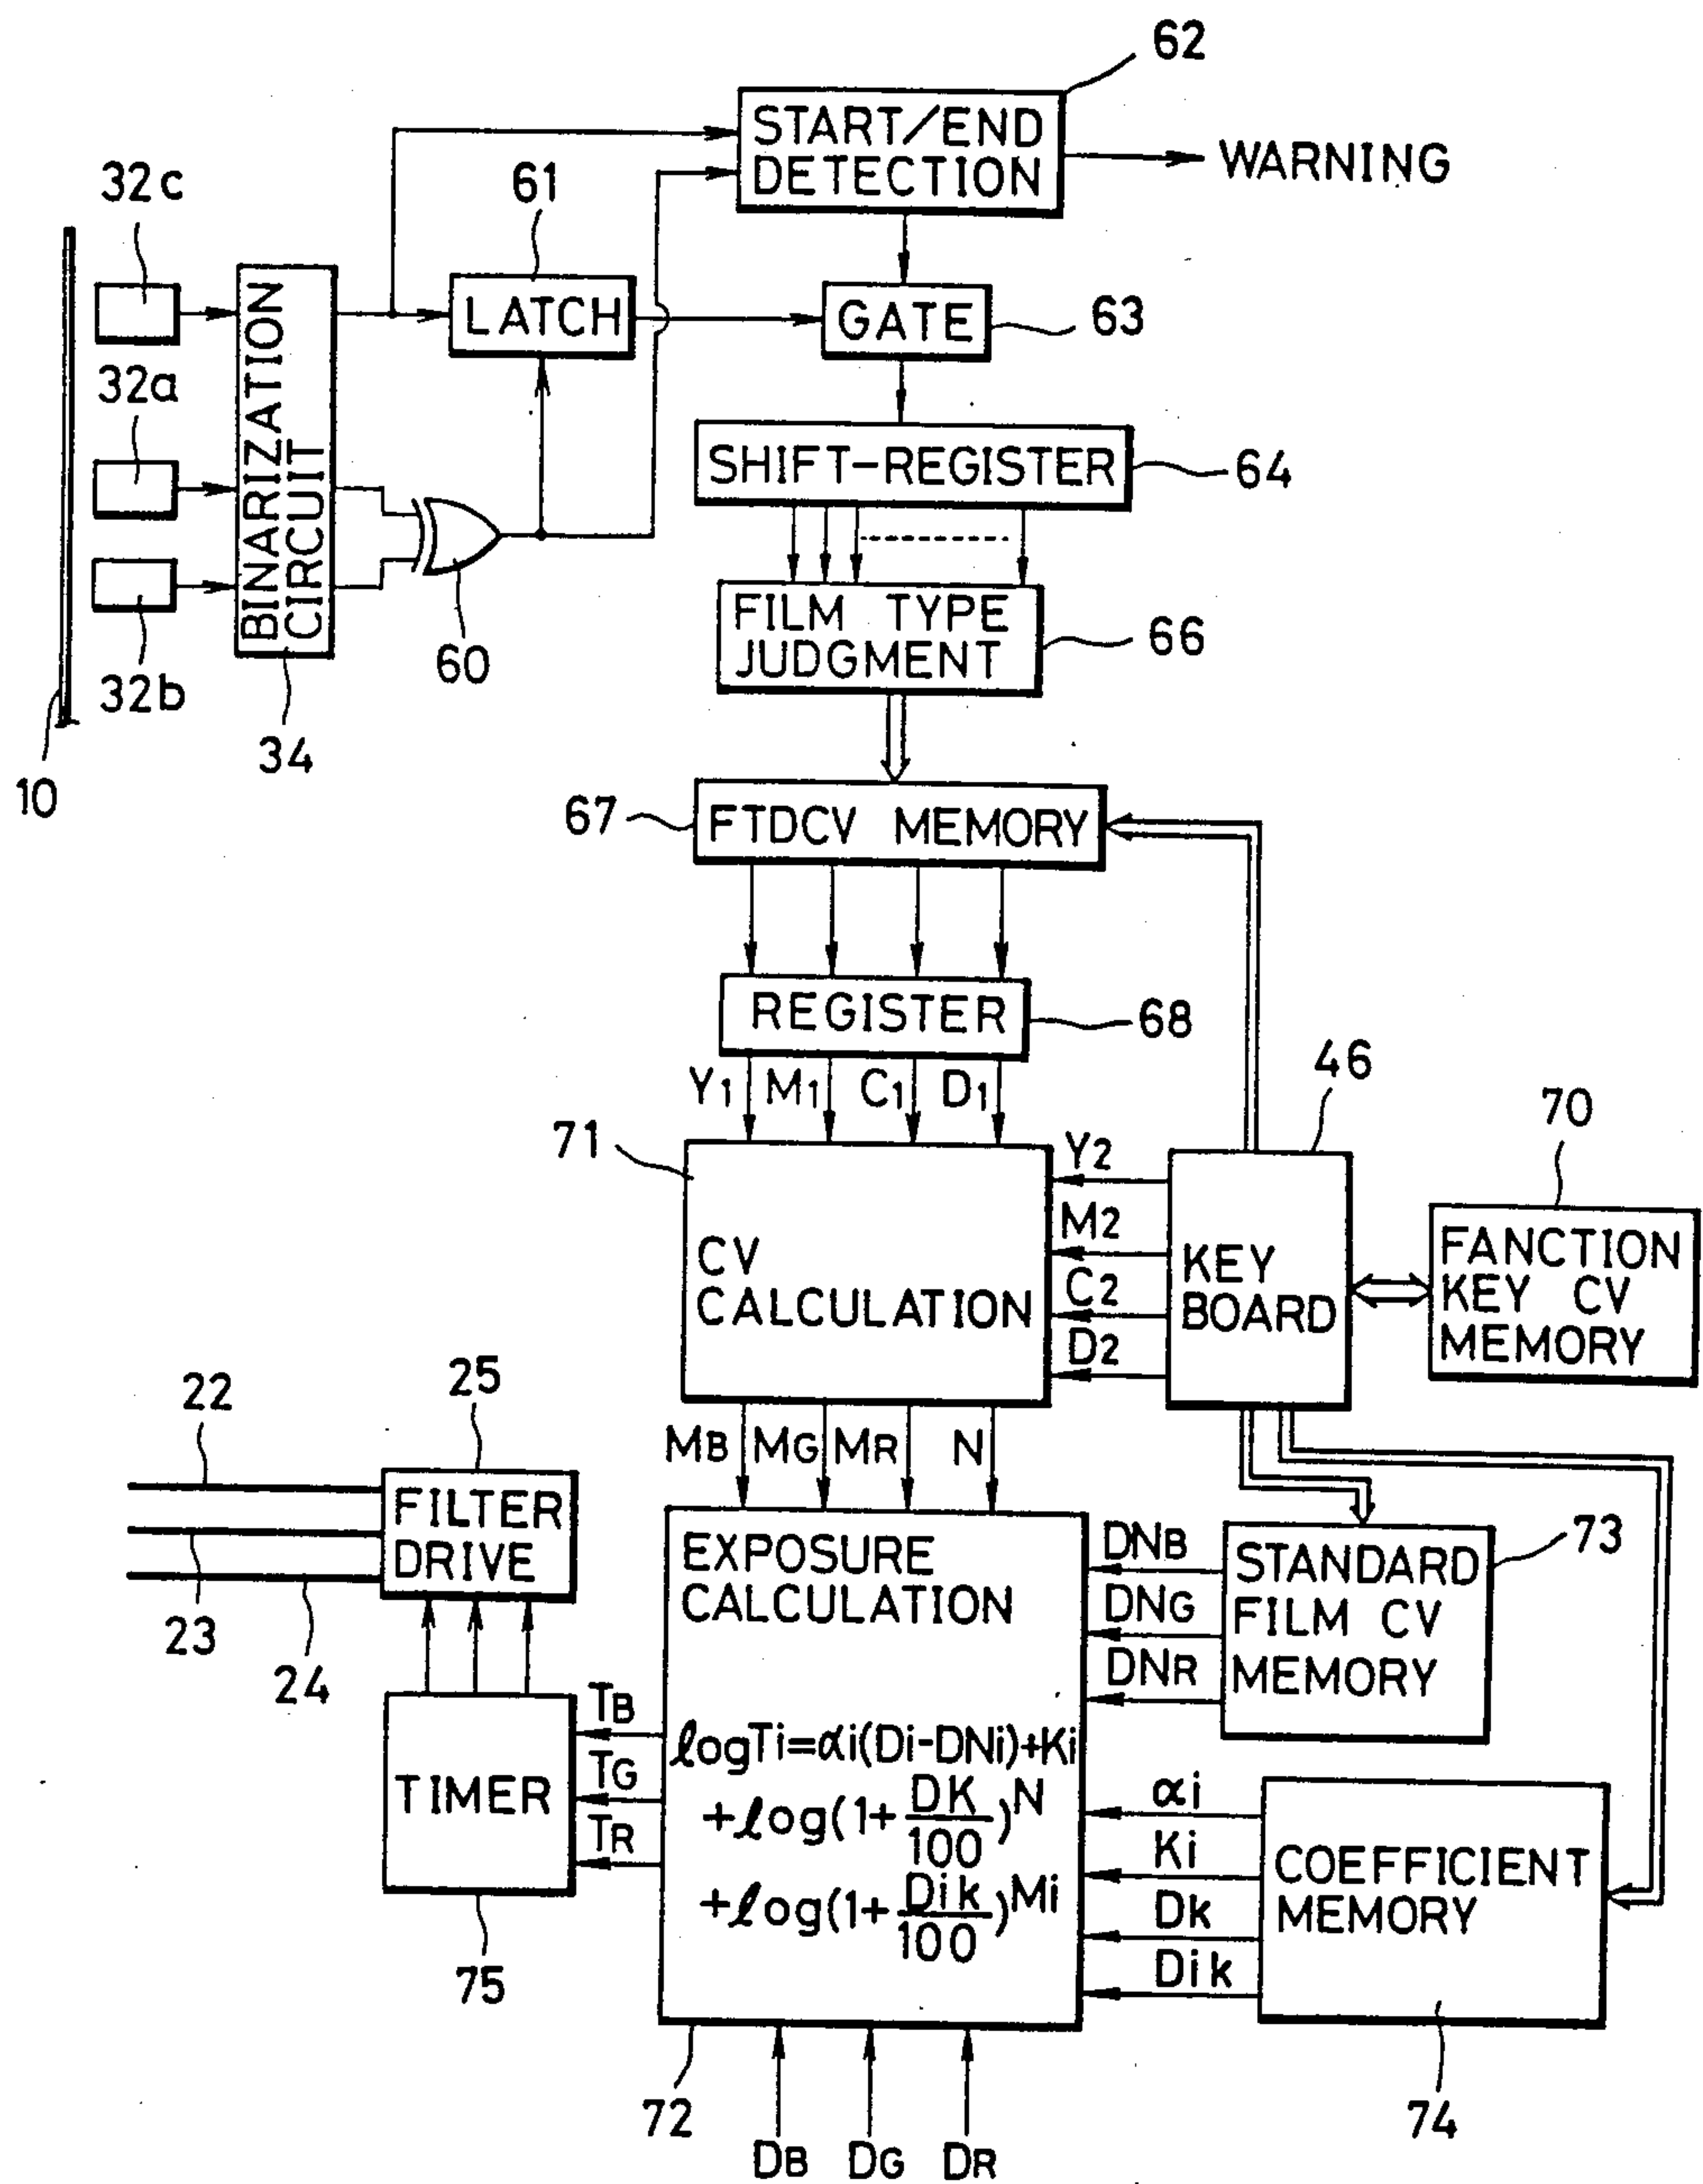 62
START/END
DETECTION
WARNING
32c
61
LATCH
GATE
63
32a
BINARIZATION
CIRCUIT
SHIFT-REGISTER
64
60
FILM TYPE
JUDGMENT
66
32b
34
10
67
FTDCV MEMORY
REGISTER
68
Y1 M1 C1 D1
46
70
71
CV
CALCULATION
Y2
M2
C2
D2
KEY
BOARD
FANCTION
KEY CV
MEMORY
MB MG MR N
22
25
FILTER
DRIVE
23
24
EXPOSURE
CALCULATION
DNB
DNG
DNR
STANDARD
FILM CV
MEMORY
73
TB
TG
TR
TIMER
75
logTi=αi(Di-DNi)+Ki
+log(1+DK/100)N
+log(1+Dik/100)Mi
αi
Ki
Dk
Dik
COEFFICIENT
MEMORY
72
74
DB DG DR